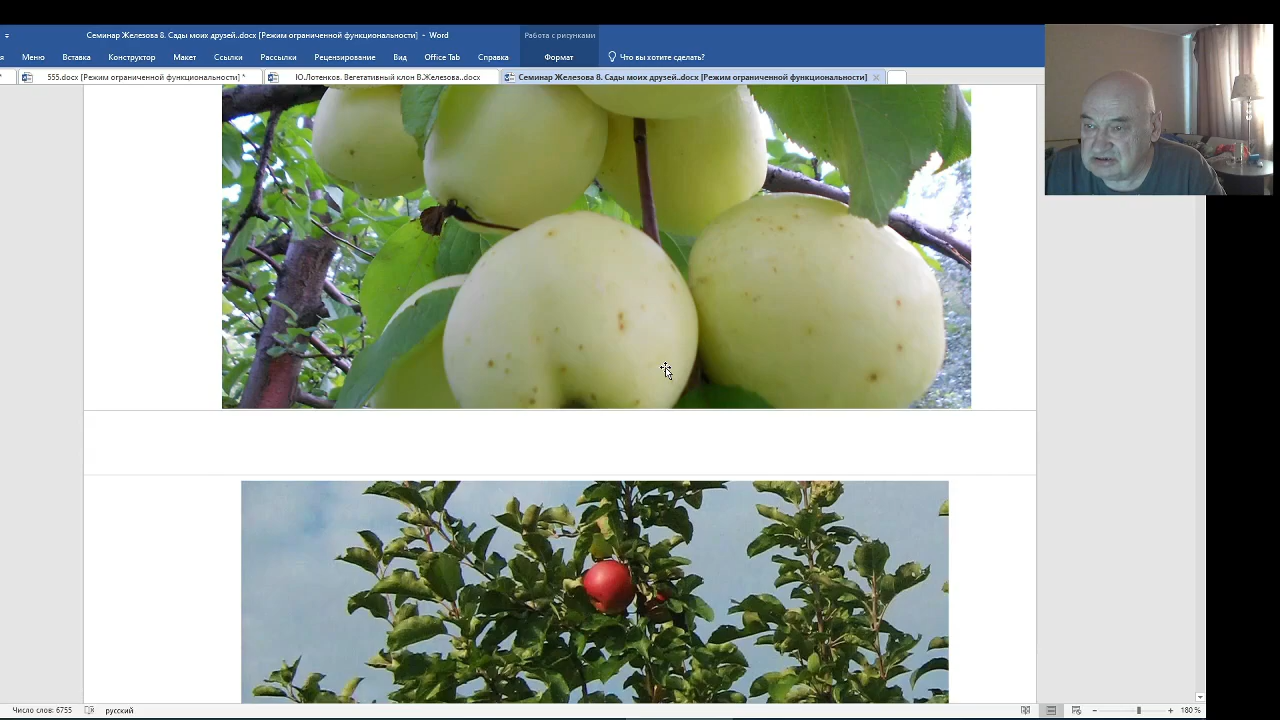 Семинар Железова 8. Сады моих друзей..docx [Режим ограниченной функциональности] - Word
Работа с рисунками
Меню Вставка Конструктор Макет Ссылки Рассылки Рецензирование Вид Office Tab Справка Формат Что вы хотите сделать?
555.docx [Режим ограниченной функциональности] * Ю.Лотенков. Вегетативный клон В.Железова..docx Семинар Железова 8. Сады моих друзей..docx [Режим ограниченной функциональности]
Число слов: 6755 русский 180 %